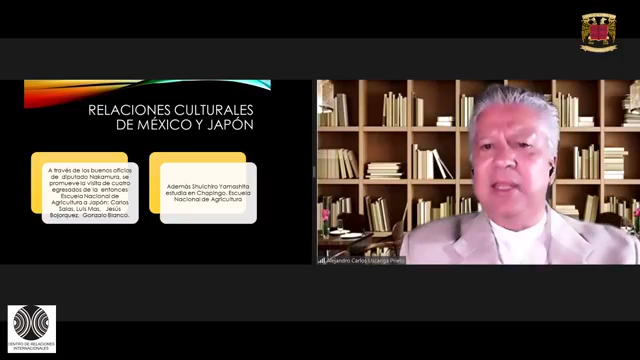 RELACIONES CULTURALES
DE MÉXICO Y JAPÓN
A través de los buenos oficios
de diputado Nakamura, se
promueve la visita de cuatro
egresados de la entonces
Escuela Nacional de
Agricultura a Japón: Carlos
Salas, Luis Mas, Jesús
Bojorquez, Gonzalo Blanco.
Además Shuichiro Yamashita
estudia en Chapingo. Escuela
Nacional de Agricultura
Alejandro Carlos Uscanga Prieto
CENTRO DE RELACIONES
INTERNACIONALES